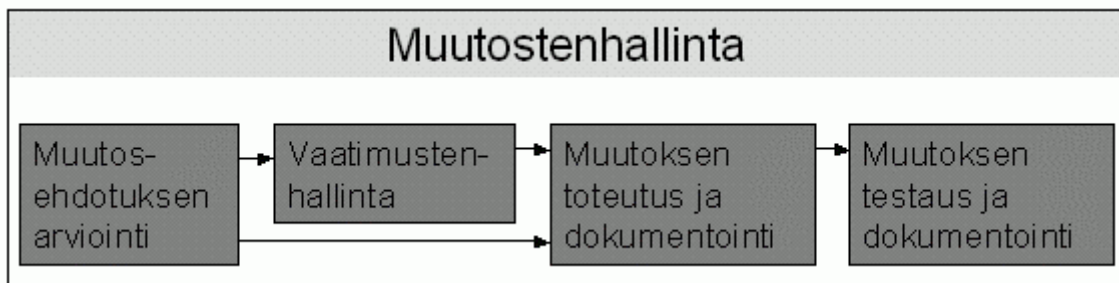 Muutostenhallinta
Muutos-
ehdotuksen
arviointi
Vaatimusten-
hallinta
Muutoksen
toteutus ja
dokumentointi
Muutoksen
testaus ja
dokumentointi